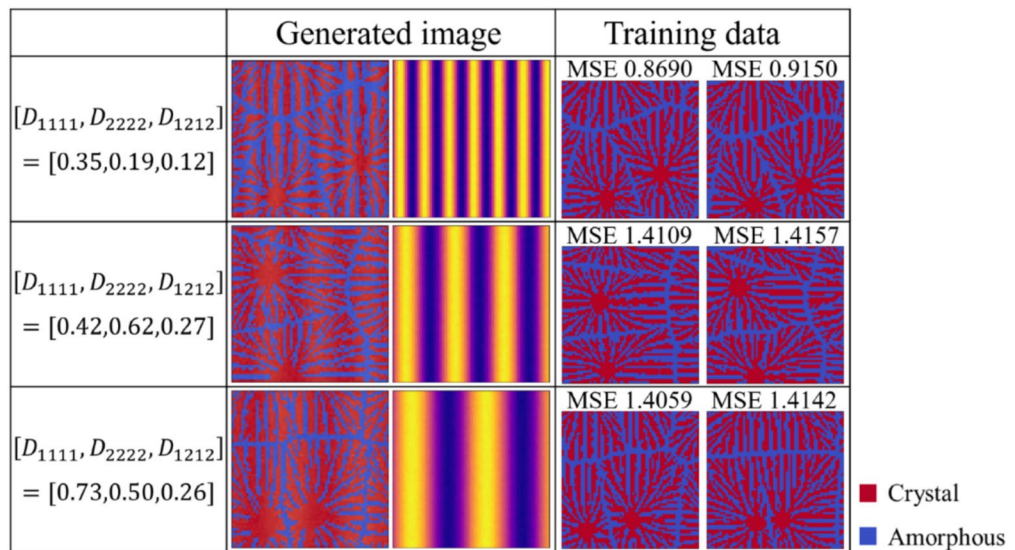 Generated image
Training data
[D₁₁₁₁, D₂₂₂₂, D₁₂₁₂]
= [0.35,0.19,0.12]
MSE 0.8690
MSE 0.9150
[D₁₁₁₁, D₂₂₂₂, D₁₂₁₂]
= [0.42,0.62,0.27]
MSE 1.4109
MSE 1.4157
[D₁₁₁₁, D₂₂₂₂, D₁₂₁₂]
= [0.73,0.50,0.26]
MSE 1.4059
MSE 1.4142
Crystal
Amorphous